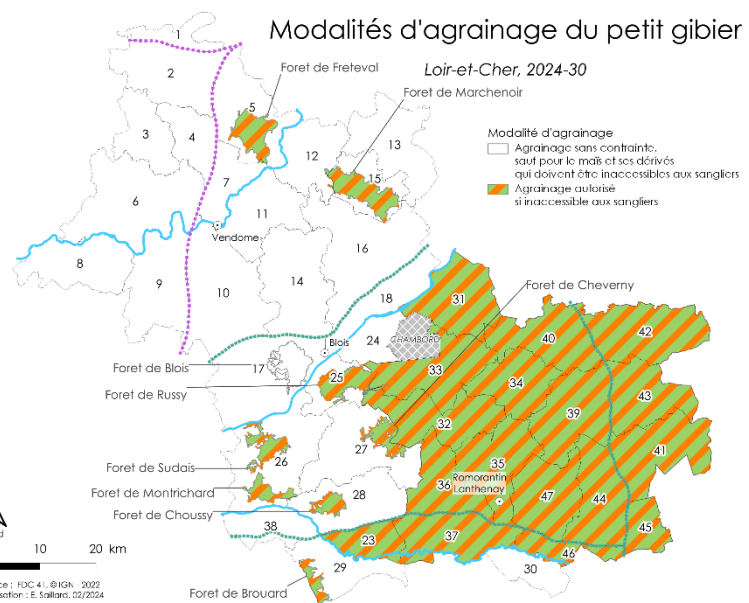 Modalités d'agrainage du petit gibier
Loir-et-Cher, 2024-30
Foret de Freteval
Foret de Marchenoir
Modalité d'agrainage
Agrainage sans contrainte,
sauf pour le maïs et ses dérivés
qui doivent être inaccessibles aux sangliers
Agrainage autorisé
si inaccessible aux sangliers
1
2
5
13
3
4
12
15
7
6
11
Vendome
16
8
9
10
14
18
31
Foret de Cheverny
Blois
24
CHAMBORD
40
42
Foret de Blois
17
25
33
34
43
Foret de Russy
32
39
27
41
26
35
Foret de Sudais
Romorantin
Lanthenay
36
47
44
Foret de Montrichard
28
Foret de Choussy
38
23
37
45
46
30
29
Foret de Brouard
10
20 km
: FDC 41, @IGN 2022
: E. Saillard, 02/2024